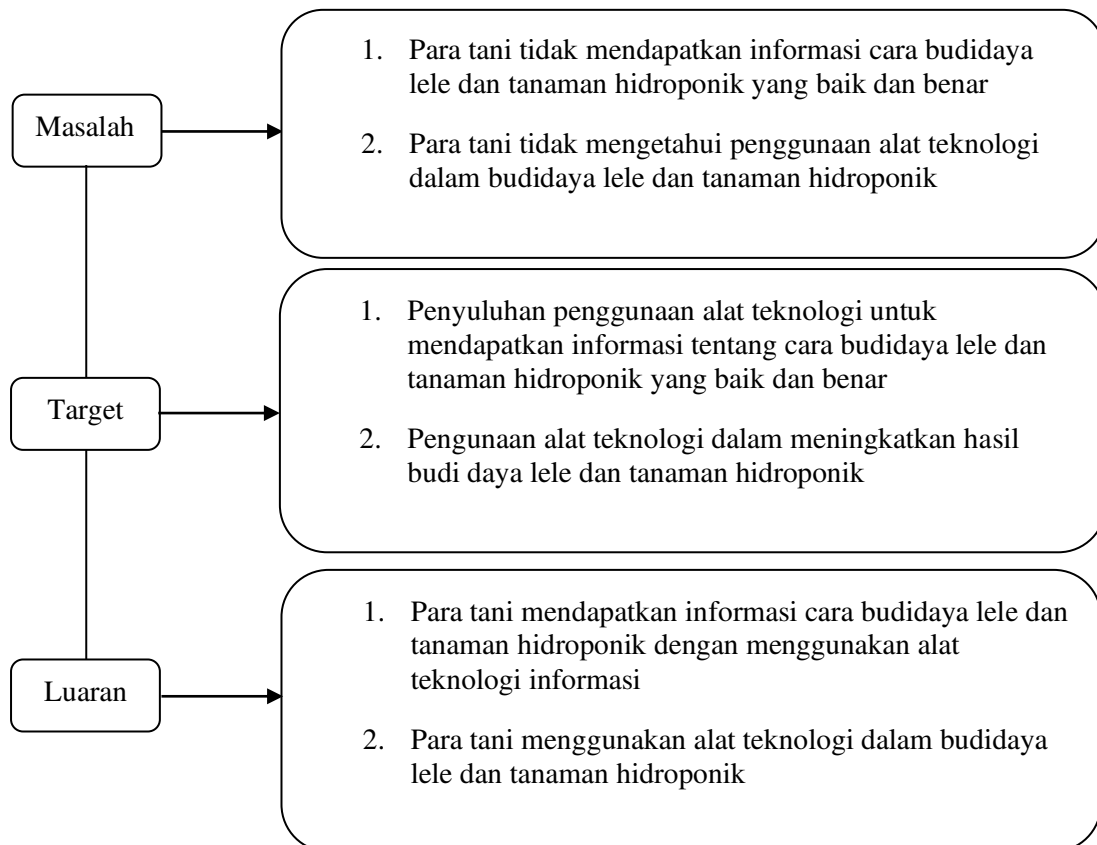 Masalah
1. Para tani tidak mendapatkan informasi cara budidaya
lele dan tanaman hidroponik yang baik dan benar
2. Para tani tidak mengetahui penggunaan alat teknologi
dalam budidaya lele dan tanaman hidroponik
Target
1. Penyuluhan penggunaan alat teknologi untuk
mendapatkan informasi tentang cara budidaya lele dan
tanaman hidroponik yang baik dan benar
2. Pengunaan alat teknologi dalam meningkatkan hasil
budi daya lele dan tanaman hidroponik
Luaran
1. Para tani mendapatkan informasi cara budidaya lele dan
tanaman hidroponik dengan menggunakan alat
teknologi informasi
2. Para tani menggunakan alat teknologi dalam budidaya
lele dan tanaman hidroponik